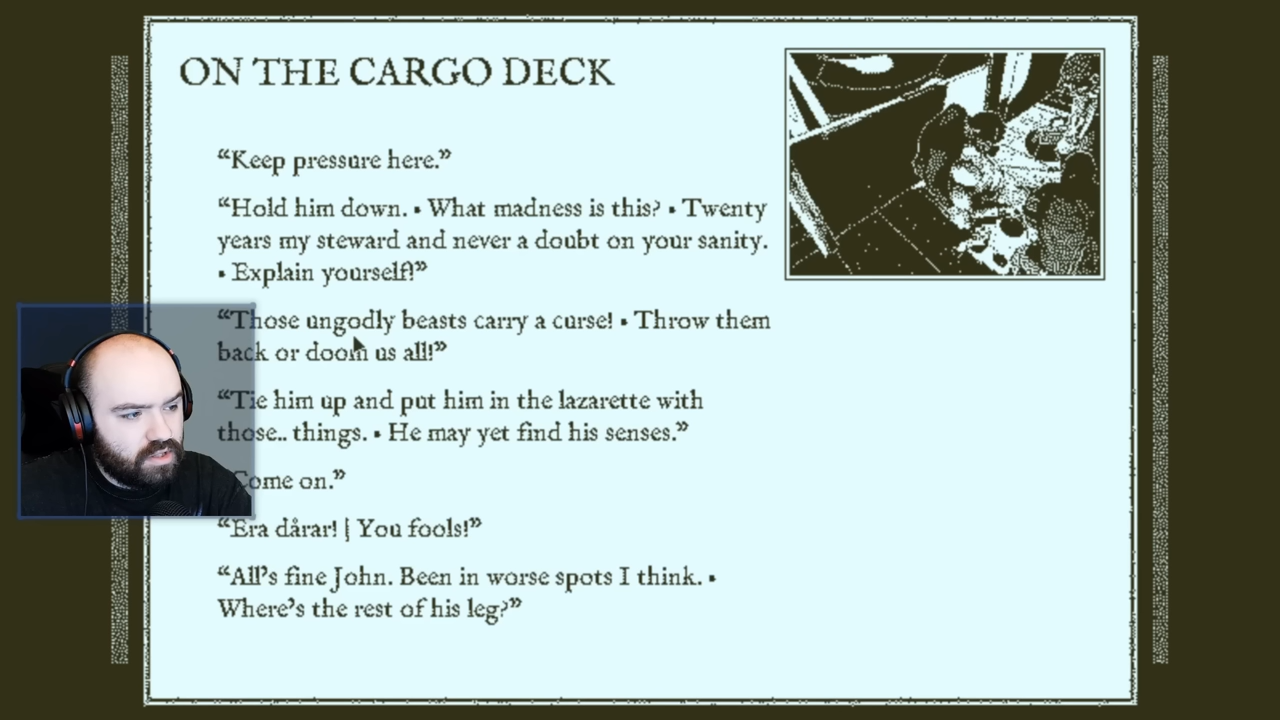 ON THE CARGO DECK
“Keep pressure here.”
“Hold him down. • What madness is this? • Twenty
years my steward and never a doubt on your sanity.
• Explain yourself!”
“Those ungodly beasts carry a curse! • Throw them
back or doom us all!”
“Tie him up and put him in the lazarette with
those.. things. • He may yet find his senses.”
“Come on.”
“Era dårar! | You fools!”
“All’s fine John. Been in worse spots I think. •
Where’s the rest of his leg?”